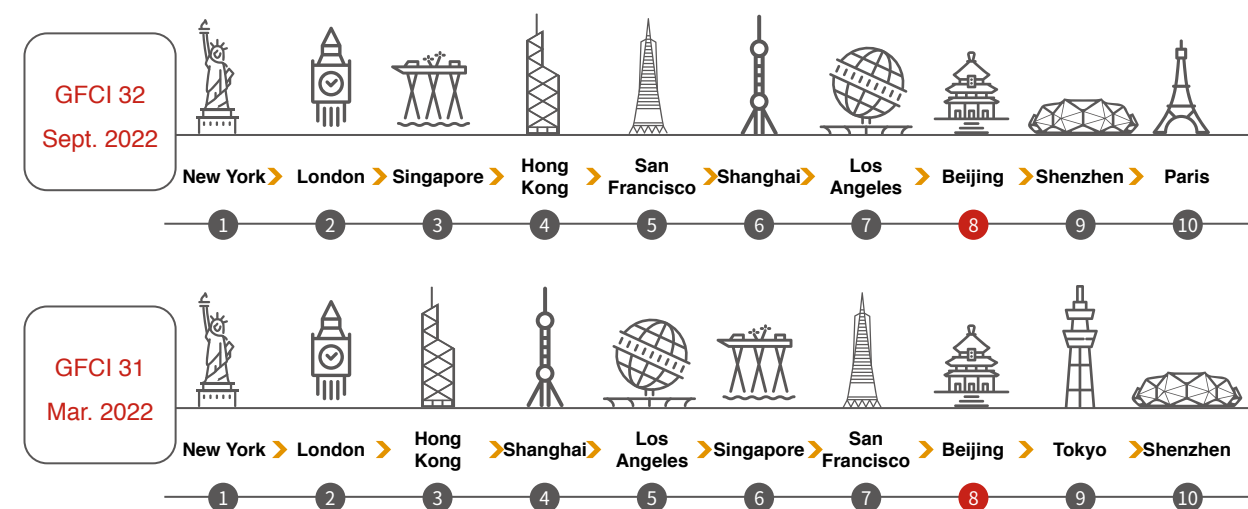 GFCI 32
Sept. 2022
New York
London
Singapore
Hong
Kong
San
Francisco
Shanghai
Los
Angeles
Beijing
Shenzhen
Paris
1 2 3 4 5 6 7 8 9 10
GFCI 31
Mar. 2022
New York
London
Hong
Kong
Shanghai
Los
Angeles
Singapore
San
Francisco
Beijing
Tokyo
Shenzhen
1 2 3 4 5 6 7 8 9 10